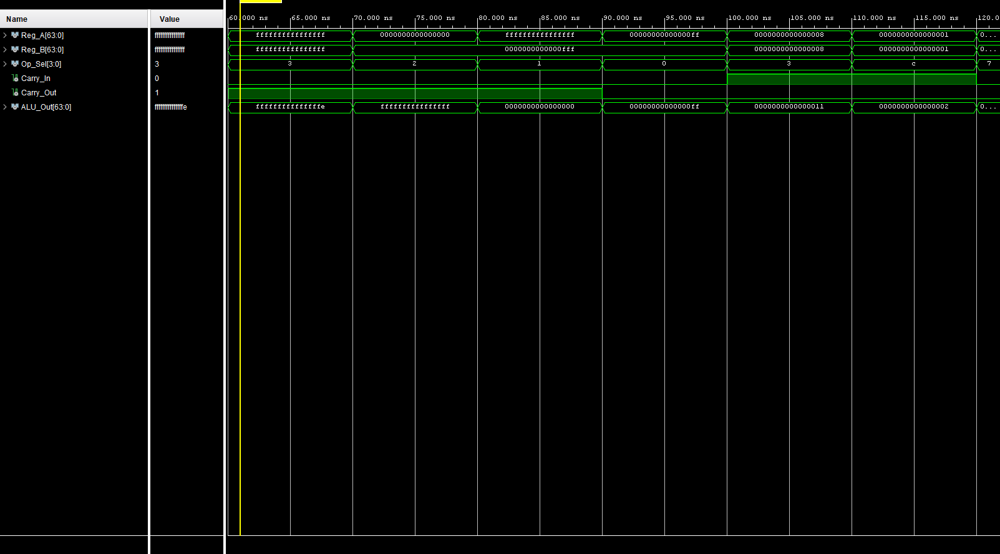 60.000 ns 65.000 ns 70.000 ns 75.000 ns 80.000 ns 85.000 ns 90.000 ns 95.000 ns 100.000 ns 105.000 ns 110.000 ns 115.000 ns 120.0
Name Value
Reg_A[63:0] ffffffffffffffff ffffffffffffffff 0000000000000000 ffffffffffffffff 00000000000000ff 0000000000000008 0000000000000001 0...
Reg_B[63:0] ffffffffffffffff ffffffffffffffff 0000000000000fff 0000000000000008 0000000000000001 0...
Op_Sel[3:0] 3 3 2 1 0 3 c 7
Carry_In 0
Carry_Out 1
ALU_Out[63:0] fffffffffffffffe fffffffffffffffe ffffffffffffffff 0000000000000000 00000000000000ff 0000000000000011 0000000000000002 0...